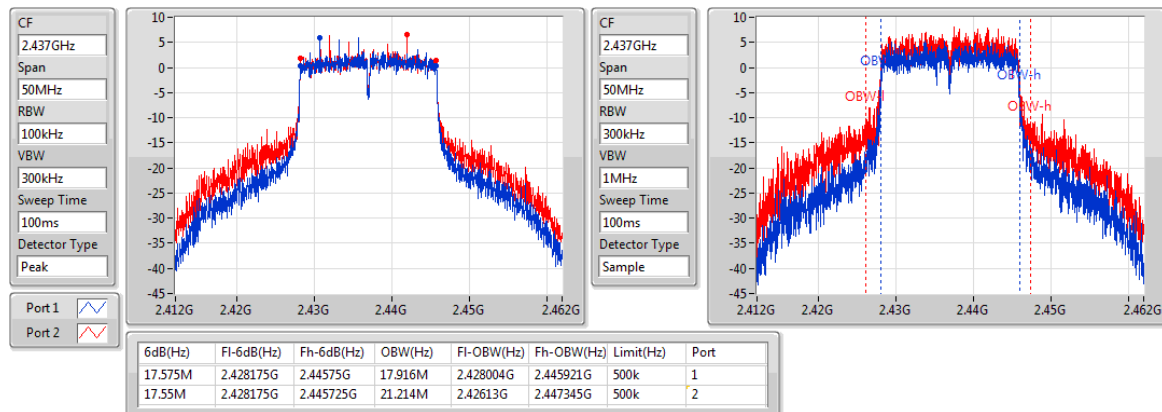 CF
2.437GHz
Span
50MHz
RBW
100kHz
VBW
300kHz
Sweep Time
100ms
Detector Type
Peak
Port 1
Port 2
10
5
0
-5
-10
-15
-20
-25
-30
-35
-40
-45
2.412G 2.42G 2.43G 2.44G 2.45G 2.462G
CF
2.437GHz
Span
50MHz
RBW
300kHz
VBW
1MHz
Sweep Time
100ms
Detector Type
Sample
10
5
0
-5
-10
-15
-20
-25
-30
-35
-40
-45
OBW-h
OBW-h
2.412G 2.42G 2.43G 2.44G 2.45G 2.462G
6dB(Hz) Fl-6dB(Hz) Fh-6dB(Hz) OBW(Hz) Fl-OBW(Hz) Fh-OBW(Hz) Limit(Hz) Port
17.575M 2.428175G 2.44575G 17.916M 2.428004G 2.445921G 500k 1
17.55M 2.428175G 2.445725G 21.214M 2.42613G 2.447345G 500k 2